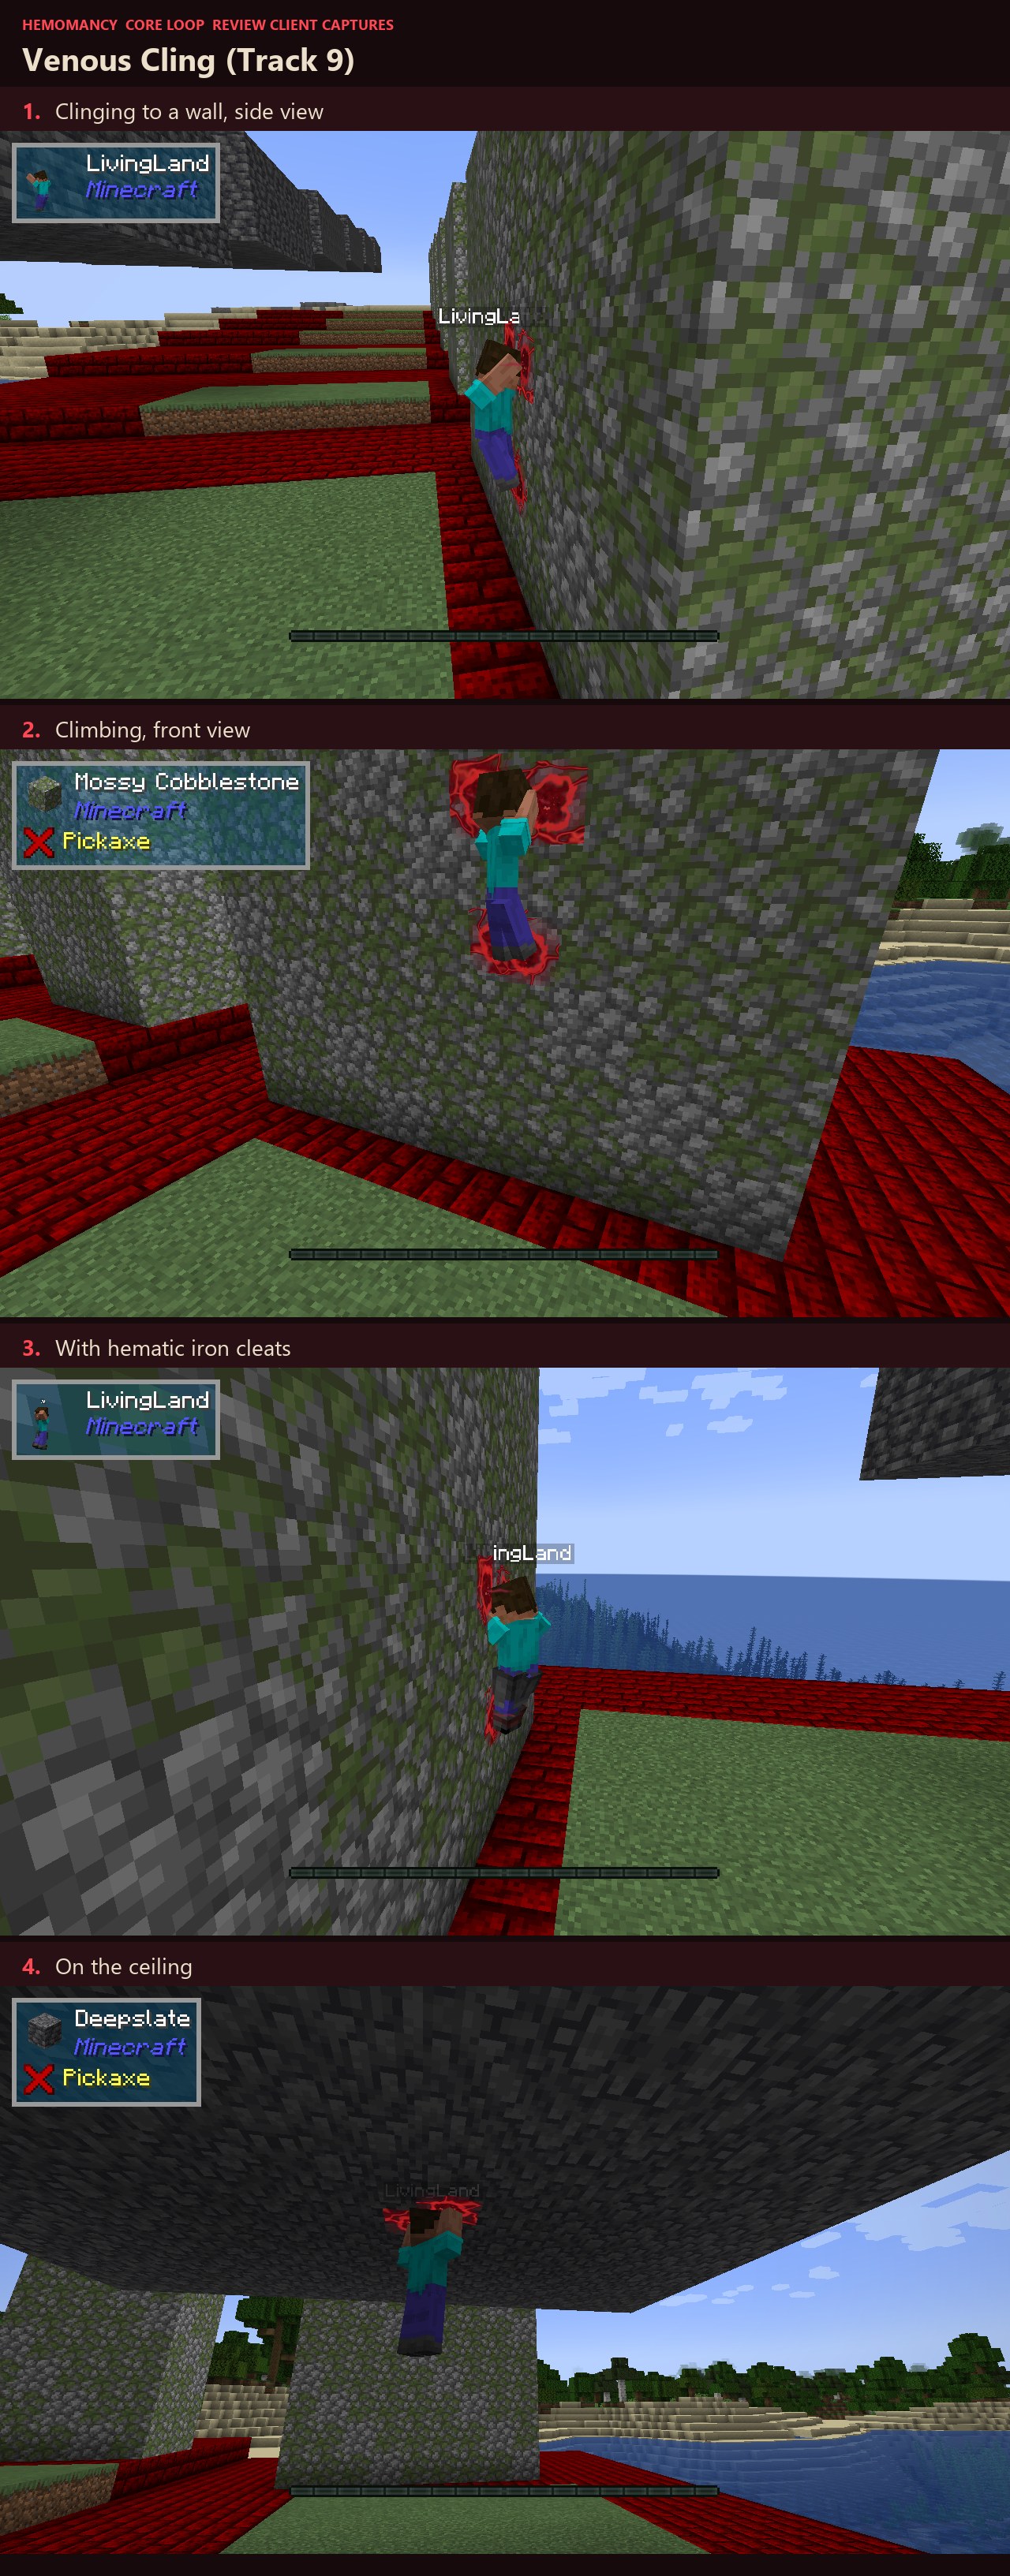 HEMOMANCY CORE LOOP REVIEW CLIENT CAPTURES
Venous Cling (Track 9)
1. Clinging to a wall, side view
LivingLand
Minecraft
LivingLa
2. Climbing, front view
Mossy Cobblestone
Minecraft
Pickaxe
3. With hematic iron cleats
LivingLand
Minecraft
ingLand
4. On the ceiling
Deepslate
Minecraft
Pickaxe
LivingLand